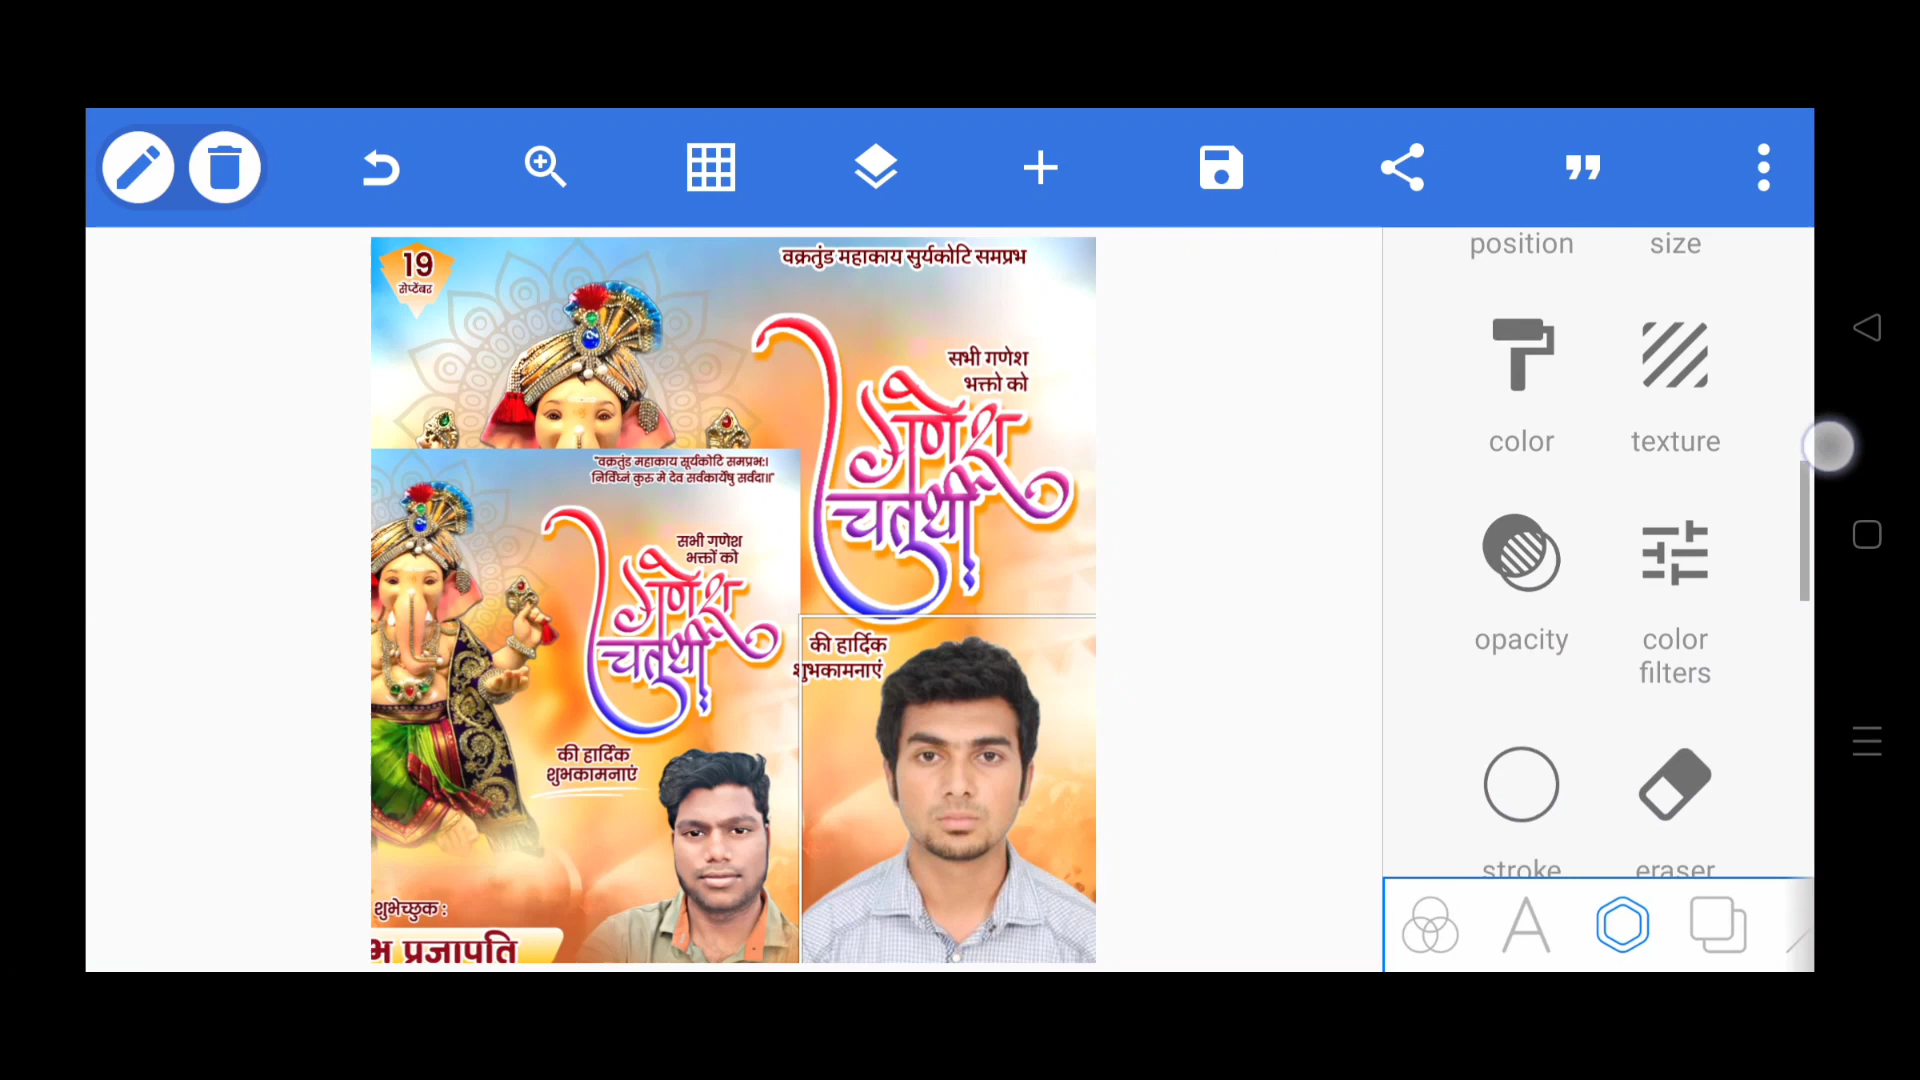 position
size
19
सेप्टेंबर
वक्रतुंड महाकाय सुर्यकोटि समप्रभ
सभी गणेश
भक्तो को
गणेश
चतुर्थी
की हार्दिक
शुभकामनाएं
"वक्रतुंड महाकाय सूर्यकोटि समप्रभ:।
निर्विघ्नं कुरु मे देव सर्वकार्येषु सर्वदा॥"
सभी गणेश
भक्तों को
गणेश
चतुर्थी
की हार्दिक
शुभकामनाएं
शुभेच्छुक :
प्रजापति
color
texture
opacity
color
filters
stroke
eraser